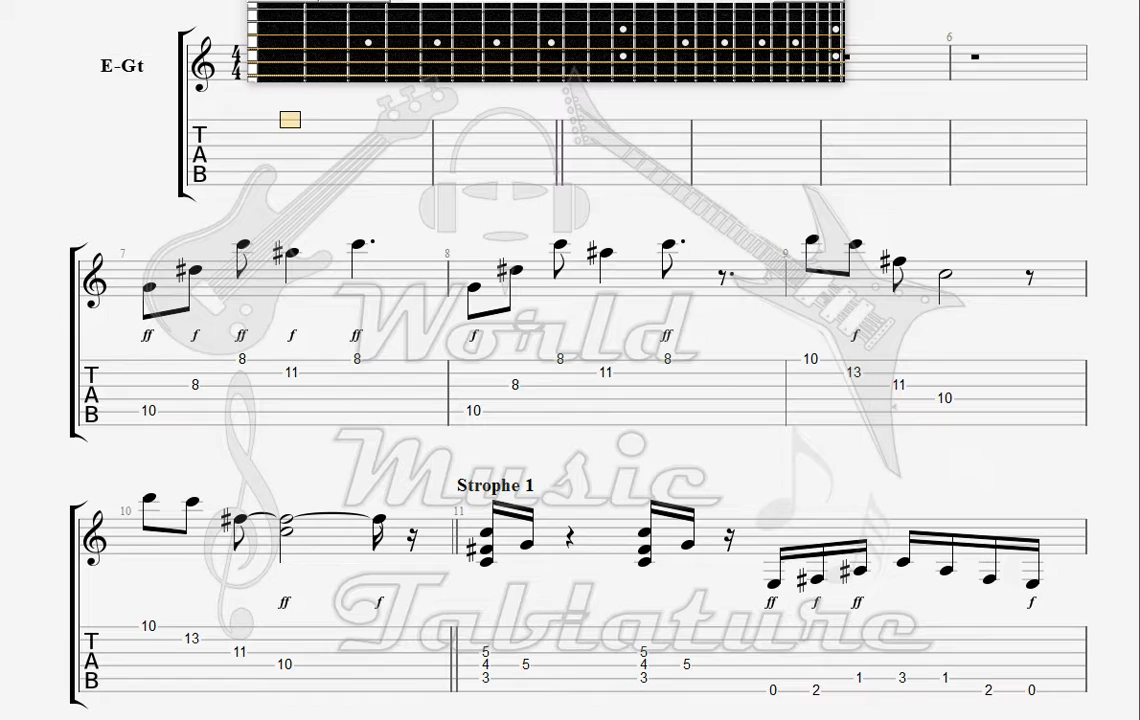 6
E-Gt
4
4
T
A
B
7 8 9
ff f ff f ff f ff f
8 8 8 8 10
T 11 11 13
A 8 8 11
B 10 10 10
World
Music
Strophe 1
10 11
ff f ff f ff f
Tablature
10
T 13
A 11 5 5
B 10 4 5 4 5
3 3 1 3 1
0 2 2 0